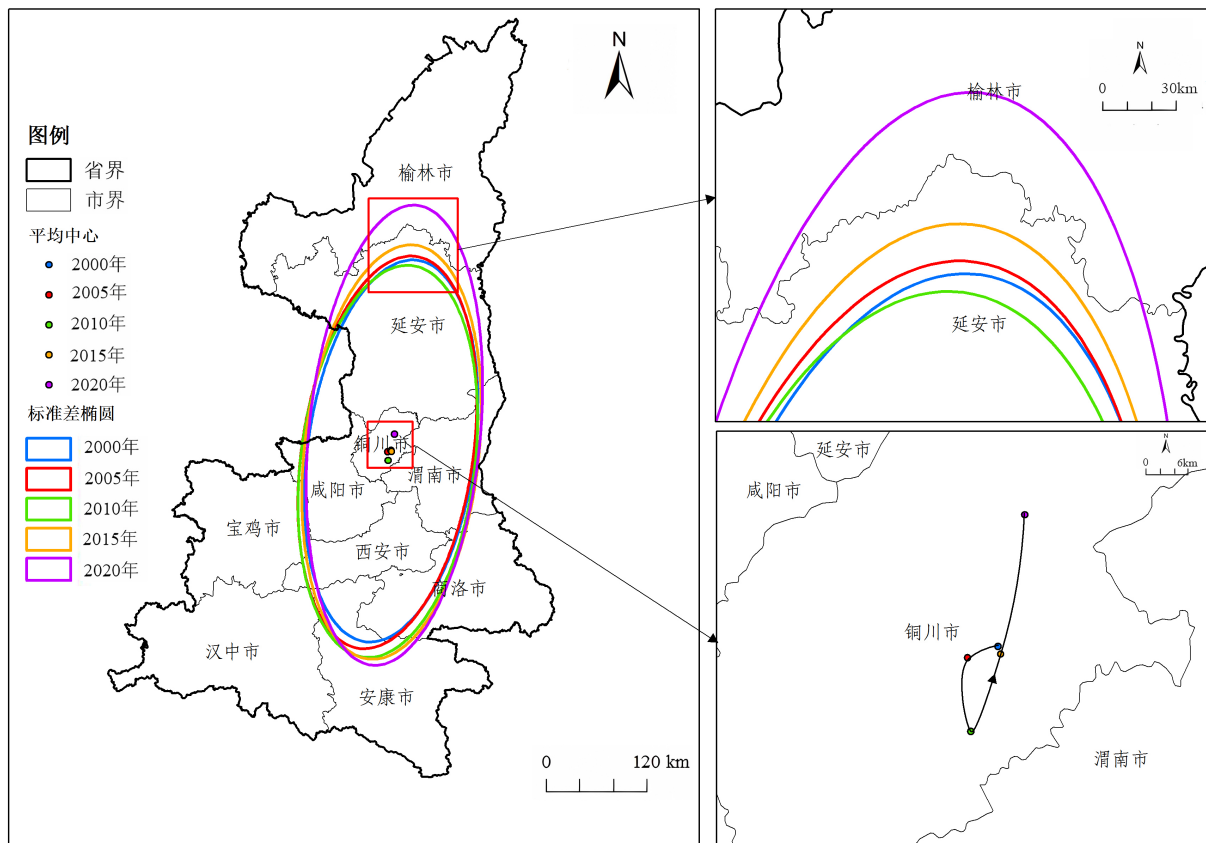 N
图例
省界
市界
平均中心
2000年
2005年
2010年
2015年
2020年
标准差椭圆
2000年
2005年
2010年
2015年
2020年
榆林市
延安市
铜川市
渭南市
咸阳市
宝鸡市
西安市
商洛市
汉中市
安康市
0 120 km
N
榆林市
0 30km
延安市
N
0 6km
延安市
咸阳市
铜川市
渭南市